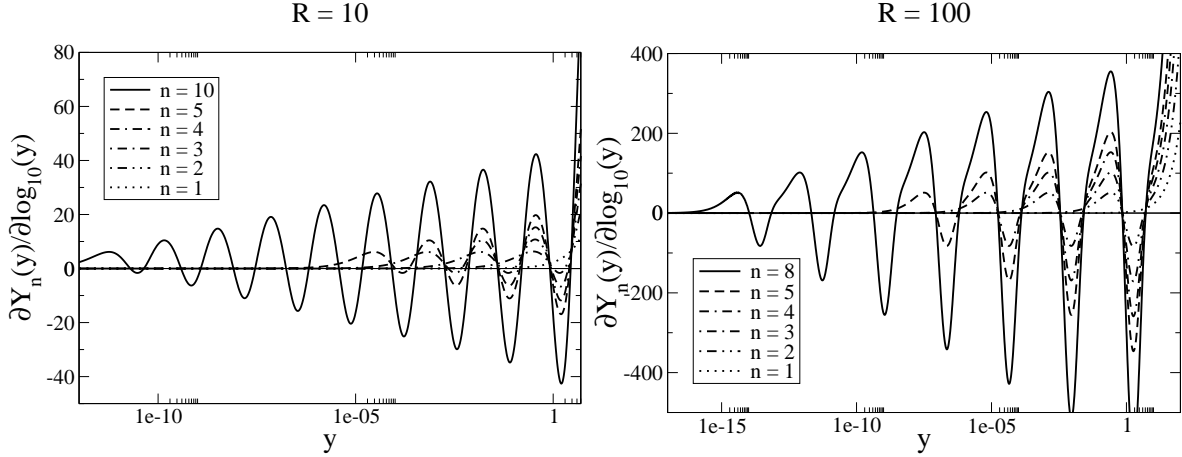 R = 10
80
60
40
20
0
-20
-40
n = 10
n = 5
n = 4
n = 3
n = 2
n = 1
∂Y_n(y)/∂log_10(y)
1e-10
1e-05
1
y
R = 100
400
200
0
-200
-400
n = 8
n = 5
n = 4
n = 3
n = 2
n = 1
∂Y_n(y)/∂log_10(y)
1e-15
1e-10
1e-05
1
y